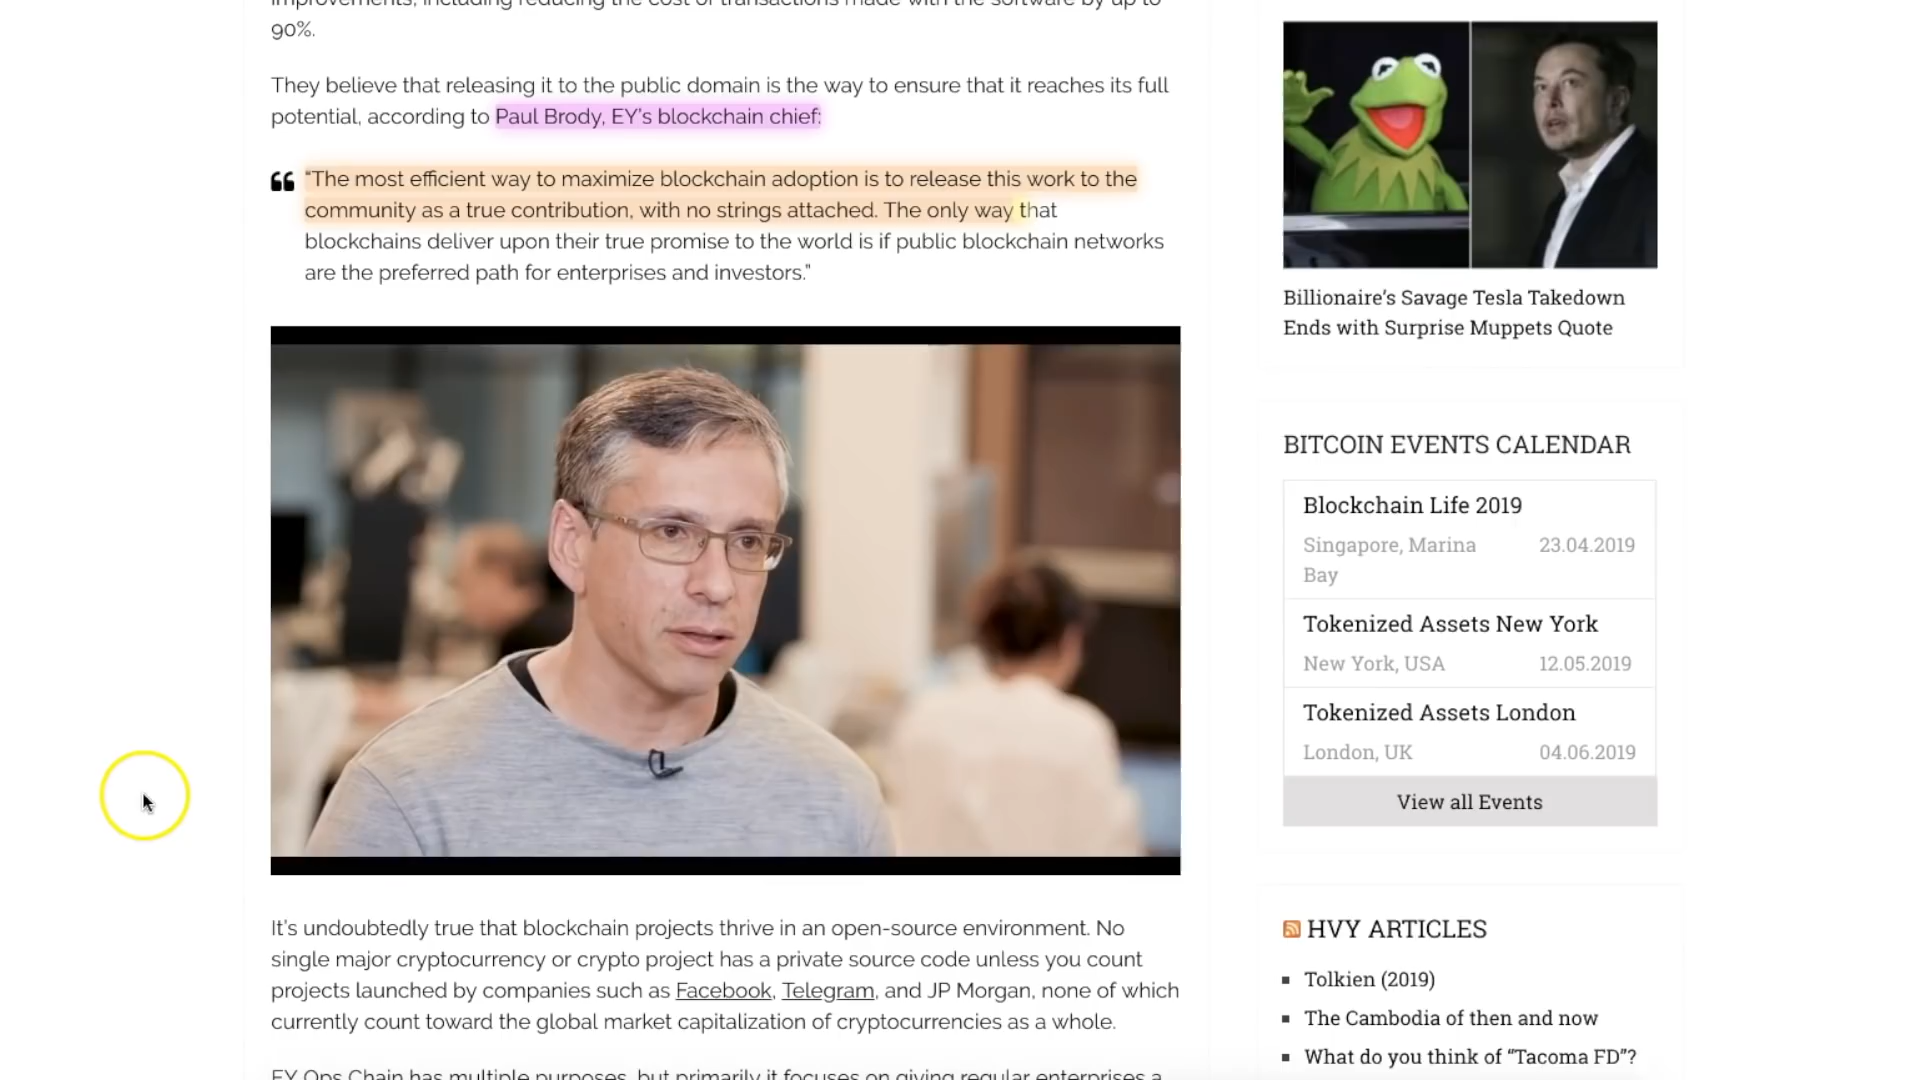 improvements, including reducing the cost of transactions made with the software by up to
90%.
They believe that releasing it to the public domain is the way to ensure that it reaches its full
potential, according to Paul Brody, EY's blockchain chief:
“The most efficient way to maximize blockchain adoption is to release this work to the
community as a true contribution, with no strings attached. The only way that
blockchains deliver upon their true promise to the world is if public blockchain networks
are the preferred path for enterprises and investors.”
It's undoubtedly true that blockchain projects thrive in an open-source environment. No
single major cryptocurrency or crypto project has a private source code unless you count
projects launched by companies such as Facebook, Telegram, and JP Morgan, none of which
currently count toward the global market capitalization of cryptocurrencies as a whole.
EY Ops Chain has multiple purposes, but primarily it focuses on giving regular enterprises a
Billionaire's Savage Tesla Takedown
Ends with Surprise Muppets Quote
BITCOIN EVENTS CALENDAR
Blockchain Life 2019
Singapore, Marina 23.04.2019
Bay
Tokenized Assets New York
New York, USA 12.05.2019
Tokenized Assets London
London, UK 04.06.2019
View all Events
HVY ARTICLES
Tolkien (2019)
The Cambodia of then and now
What do you think of “Tacoma FD”?